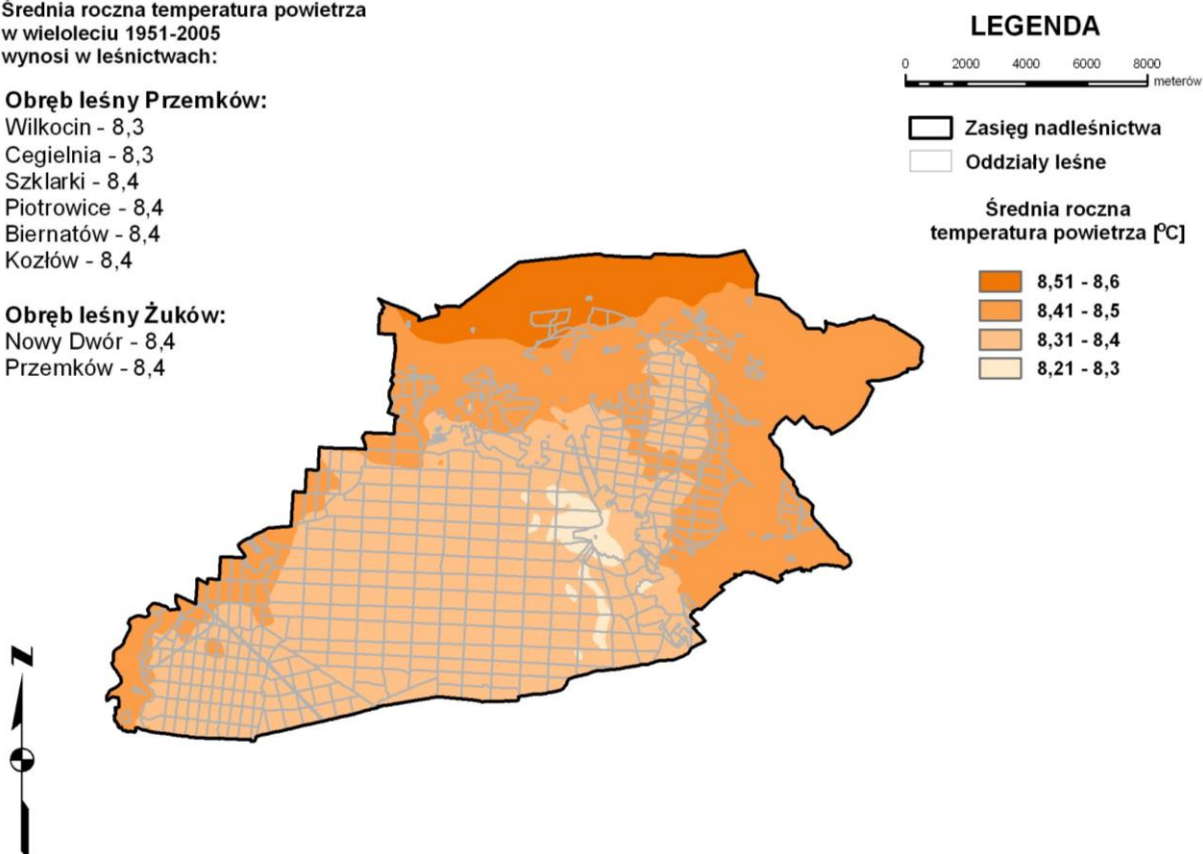 Średnia roczna temperatura powietrza
w wieloleciu 1951-2005
wynosi w leśnictwach:
Obręb leśny Przemków:
Wilkocin - 8,3
Cegielnia - 8,3
Szklarki - 8,4
Piotrowice - 8,4
Biernatów - 8,4
Kozłów - 8,4
Obręb leśny Żuków:
Nowy Dwór - 8,4
Przemków - 8,4
LEGENDA
0 2000 4000 6000 8000
meterów
Zasięg nadleśnictwa
Oddziały leśne
Średnia roczna
temperatura powietrza [ºC]
8,51 - 8,6
8,41 - 8,5
8,31 - 8,4
8,21 - 8,3
N